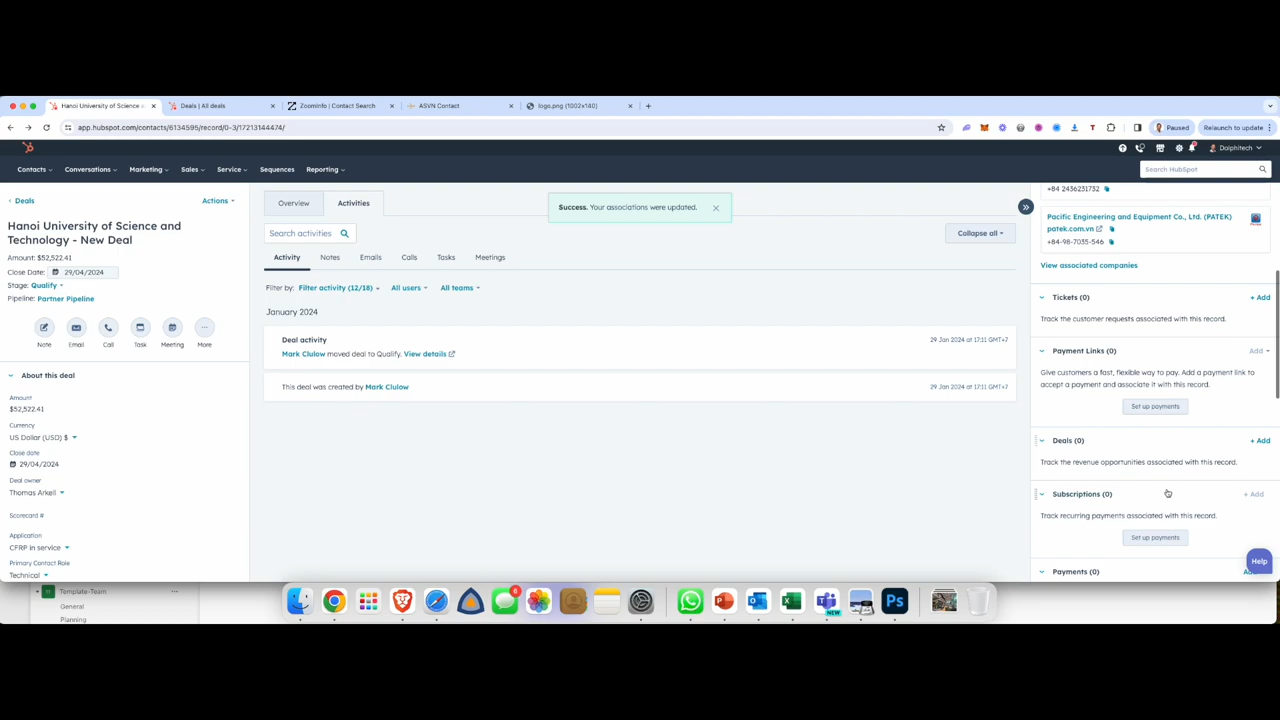 Hanoi University of Science a
Deals | All deals
ZoomInfo | Contact Search
ASVN Contact
logo.png (1002×140)
app.hubspot.com/contacts/6134595/record/0-3/17213144474/
Paused
Relaunch to update
Dolphitech
Contacts
Conversations
Marketing
Sales
Service
Sequences
Reporting
Search HubSpot
Deals
Actions
Hanoi University of Science and
Technology - New Deal
Amount: $52,522.41
Close Date: 29/04/2024
Stage: Qualify
Pipeline: Partner Pipeline
Note
Email
Call
Task
Meeting
More
About this deal
Amount
$52,522.41
Currency
US Dollar (USD) $
Close date
29/04/2024
Deal owner
Thomas Arkell
Scorecard #
Application
CFRP in service
Primary Contact Role
Technical
Overview
Activities
Success. Your associations were updated.
Search activities
Collapse all
Activity
Notes
Emails
Calls
Tasks
Meetings
Filter by: Filter activity (12/18) All users All teams
January 2024
Deal activity
29 Jan 2024 at 17:11 GMT+7
Mark Clulow moved deal to Qualify. View details
This deal was created by Mark Clulow
29 Jan 2024 at 17:11 GMT+7
+84 2436231732
Pacific Engineering and Equipment Co., Ltd. (PATEK)
patek.com.vn
+84-98-7035-546
View associated companies
Tickets (0)
+ Add
Track the customer requests associated with this record.
Payment Links (0)
Add
Give customers a fast, flexible way to pay. Add a payment link to
accept a payment and associate it with this record.
Set up payments
Deals (0)
+ Add
Track the revenue opportunities associated with this record.
Subscriptions (0)
+ Add
Track recurring payments associated with this record.
Set up payments
Payments (0)
Help
Template-Team
General
Planning
NEW
Ps